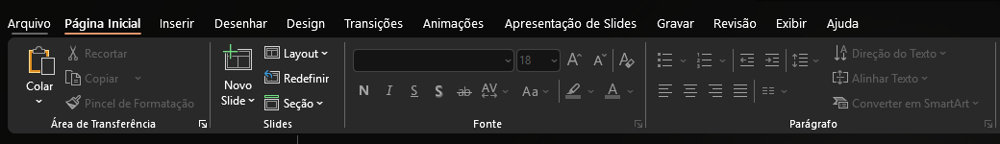 Arquivo Página Inicial Inserir Desenhar Design Transições Animações Apresentação de Slides Gravar Revisão Exibir Ajuda
Colar
Recortar
Copiar
Pincel de Formatação
Área de Transferência
Novo
Slide
Layout
Redefinir
Seção
Slides
18 A A A
N I S S ab AV Aa A
Fonte
Direção do Texto
Alinhar Texto
Converter em SmartArt
Parágrafo